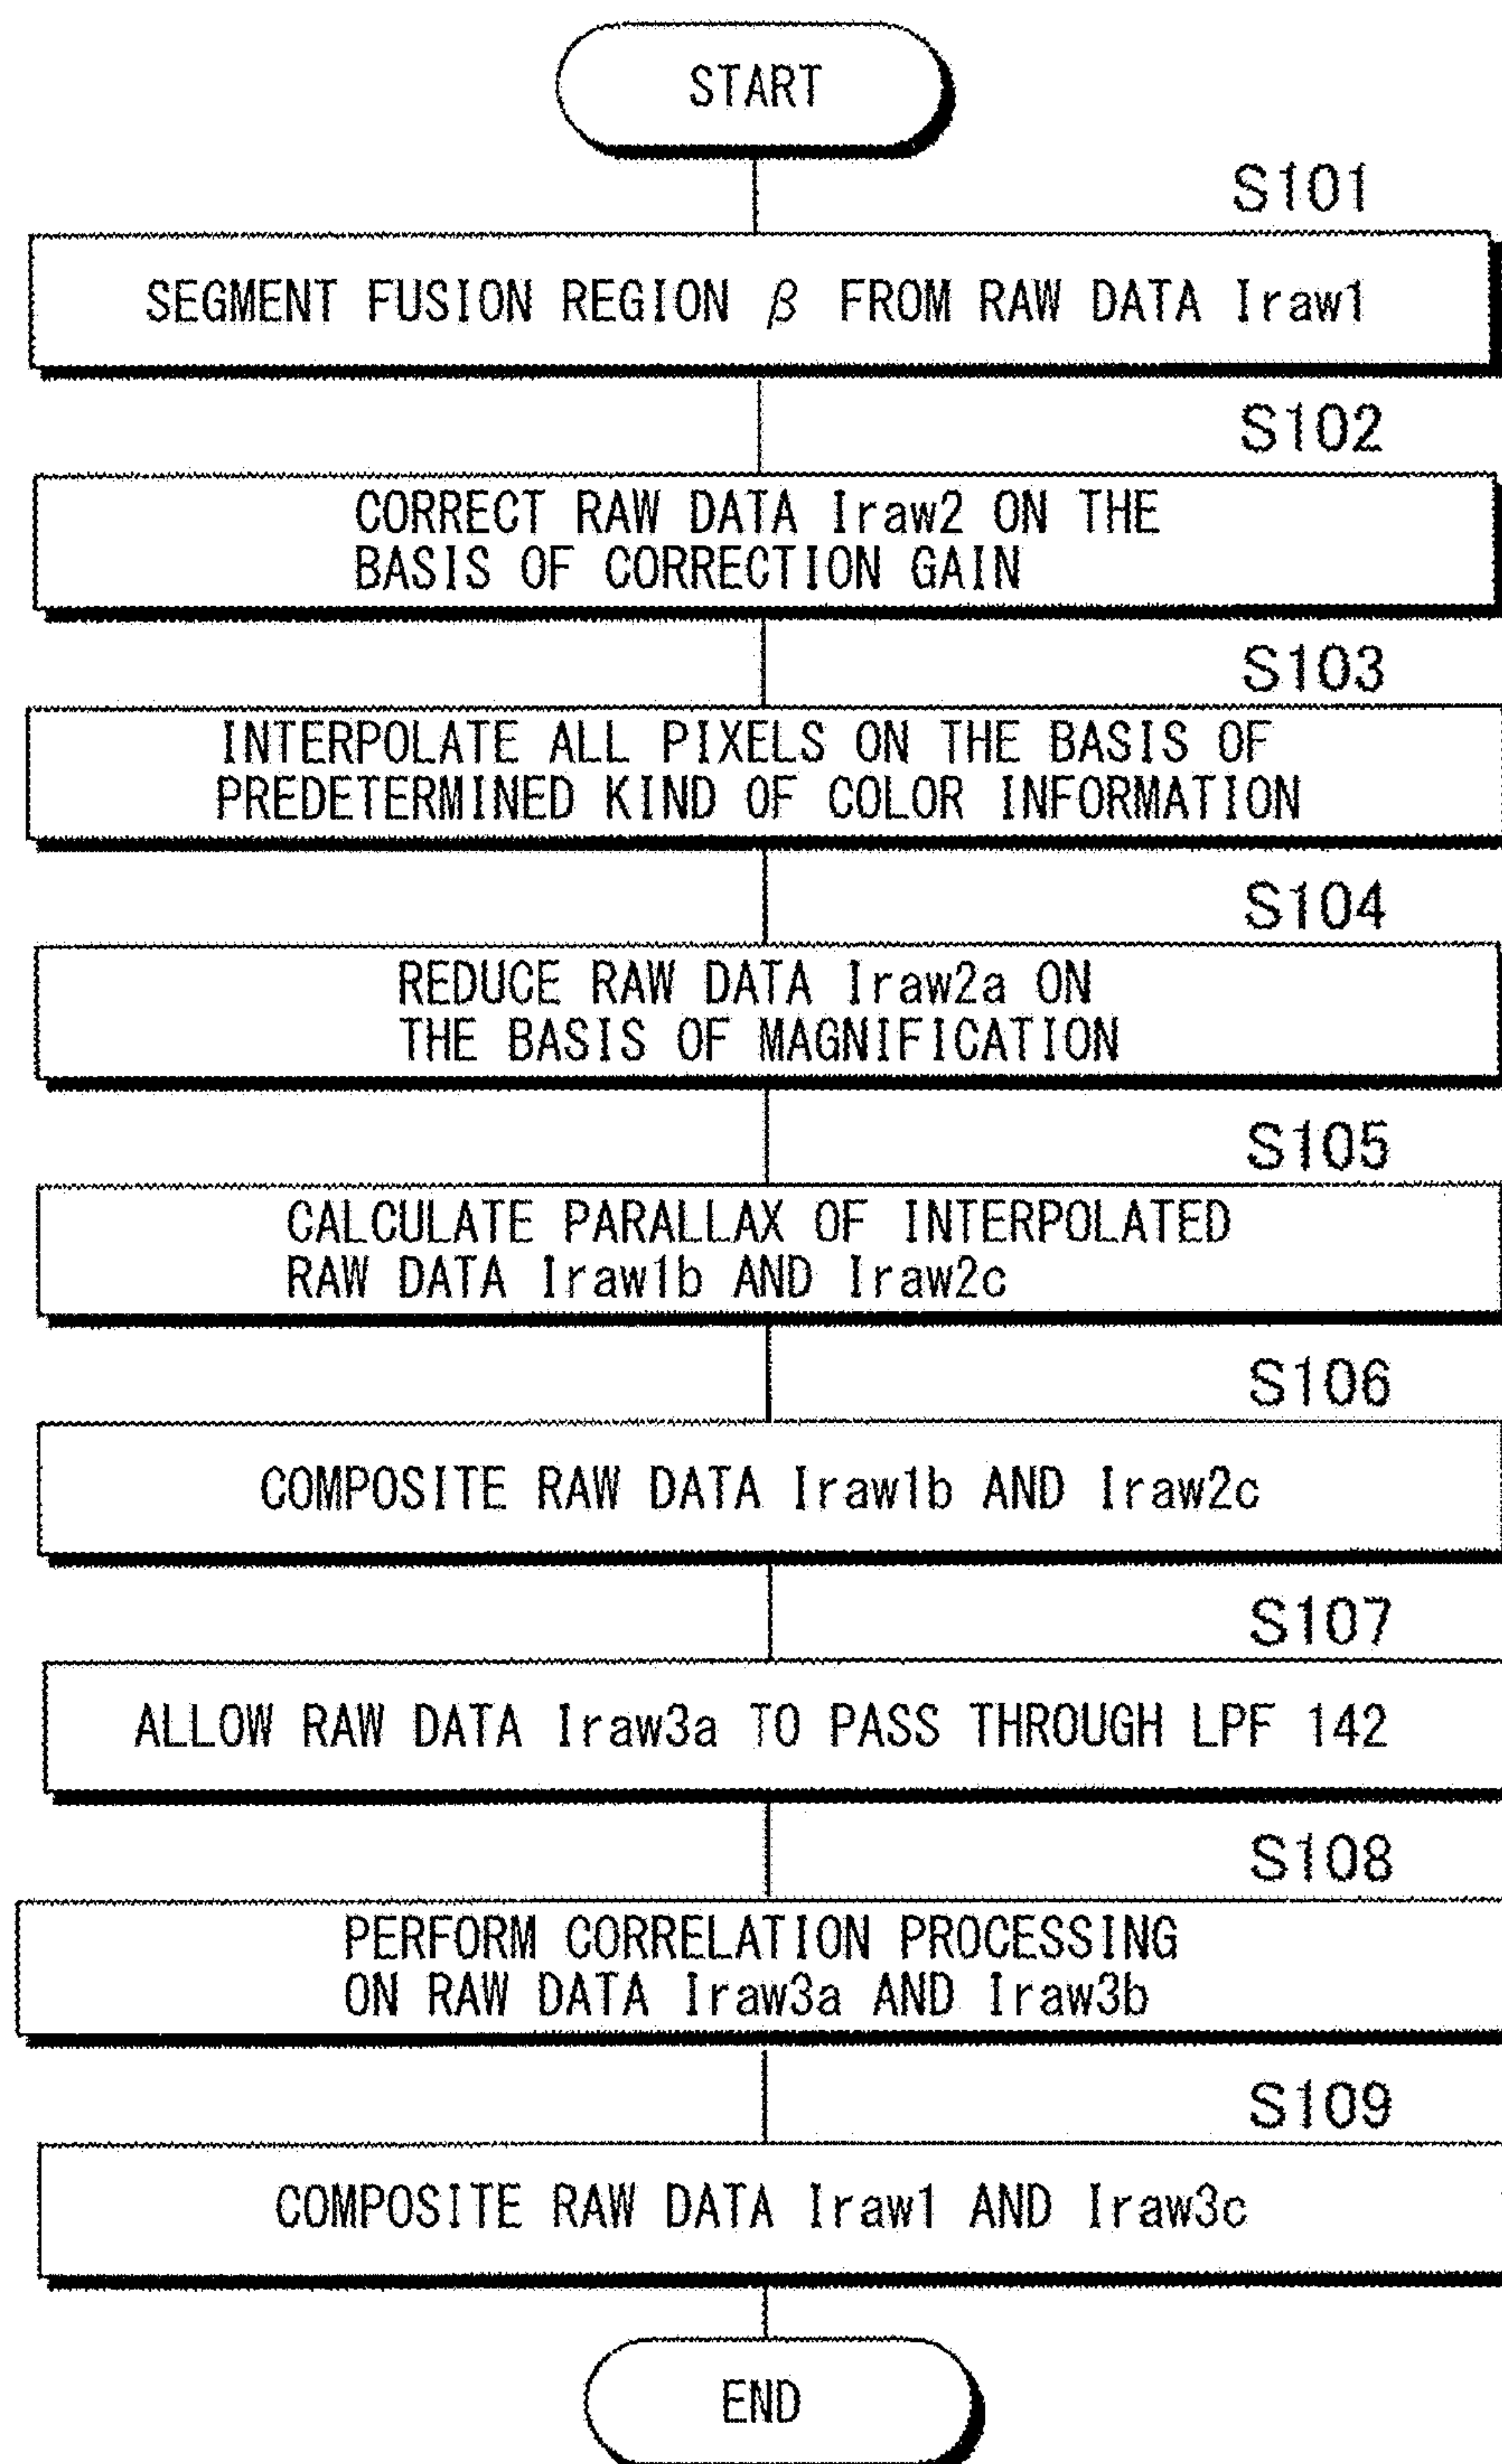 START
S101
SEGMENT FUSION REGION β FROM RAW DATA Iraw1
S102
CORRECT RAW DATA Iraw2 ON THE
BASIS OF CORRECTION GAIN
S103
INTERPOLATE ALL PIXELS ON THE BASIS OF
PREDETERMINED KIND OF COLOR INFORMATION
S104
REDUCE RAW DATA Iraw2a ON
THE BASIS OF MAGNIFICATION
S105
CALCULATE PARALLAX OF INTERPOLATED
RAW DATA Iraw1b AND Iraw2c
S106
COMPOSITE RAW DATA Iraw1b AND Iraw2c
S107
ALLOW RAW DATA Iraw3a TO PASS THROUGH LPF 142
S108
PERFORM CORRELATION PROCESSING
ON RAW DATA Iraw3a AND Iraw3b
S109
COMPOSITE RAW DATA Iraw1 AND Iraw3c
END